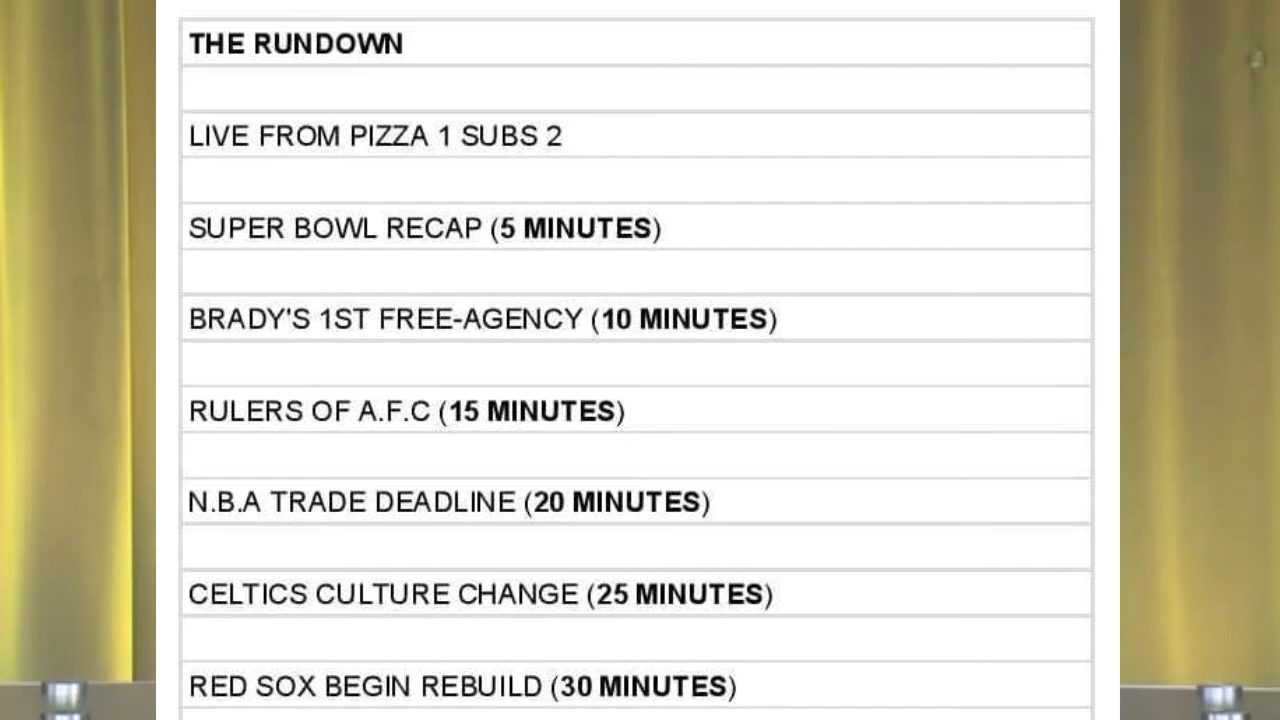 THE RUNDOWN
LIVE FROM PIZZA 1 SUBS 2
SUPER BOWL RECAP (5 MINUTES)
BRADY'S 1ST FREE-AGENCY (10 MINUTES)
RULERS OF A.F.C (15 MINUTES)
N.B.A TRADE DEADLINE (20 MINUTES)
CELTICS CULTURE CHANGE (25 MINUTES)
RED SOX BEGIN REBUILD (30 MINUTES)